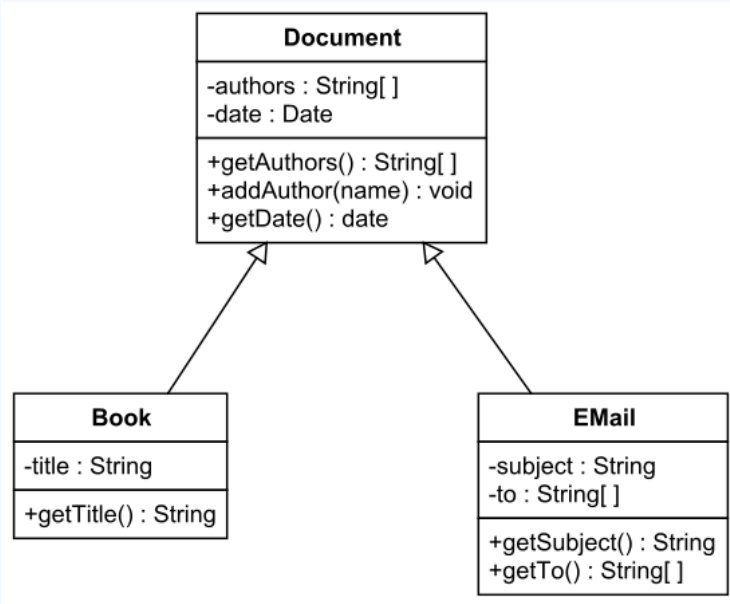 Document
-authors : String[ ]
-date : Date
+getAuthors() : String[ ]
+addAuthor(name) : void
+getDate() : date
Book
-title : String
+getTitle() : String
EMail
-subject : String
-to : String[ ]
+getSubject() : String
+getTo() : String[ ]